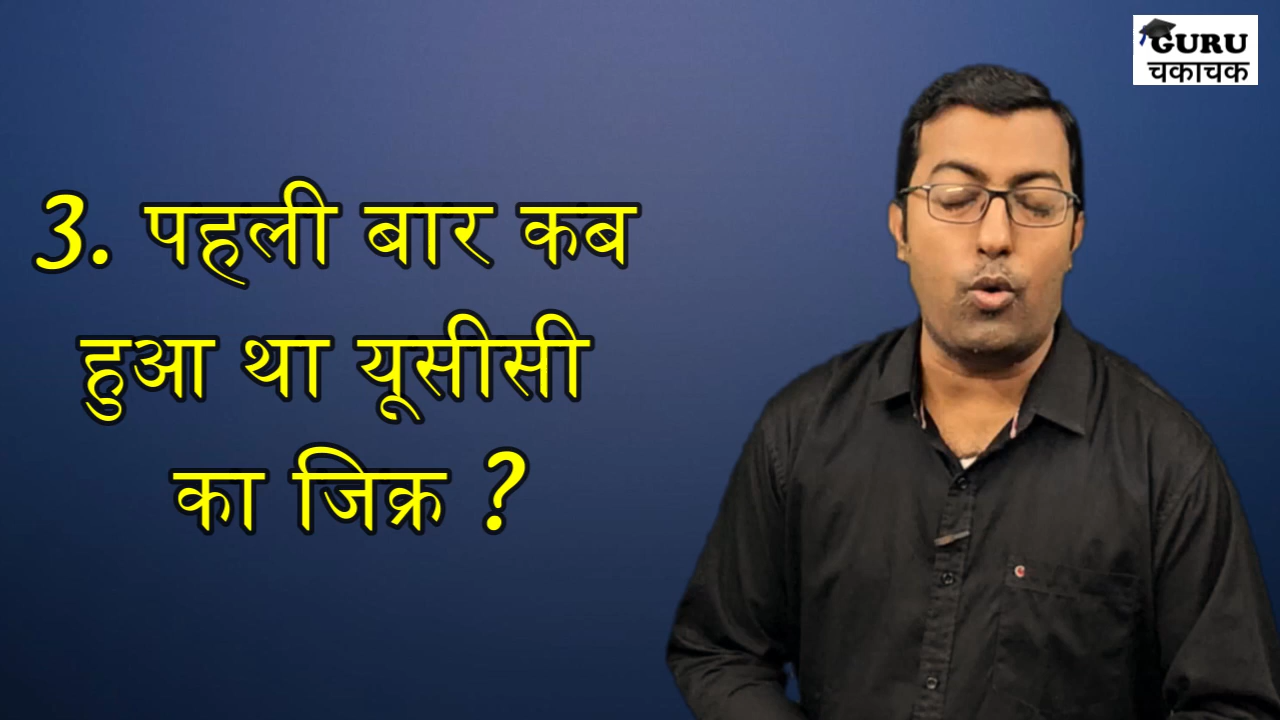 GURU
चकाचक
3. पहली बार कब
हुआ था यूसीसी
का जिक्र ?